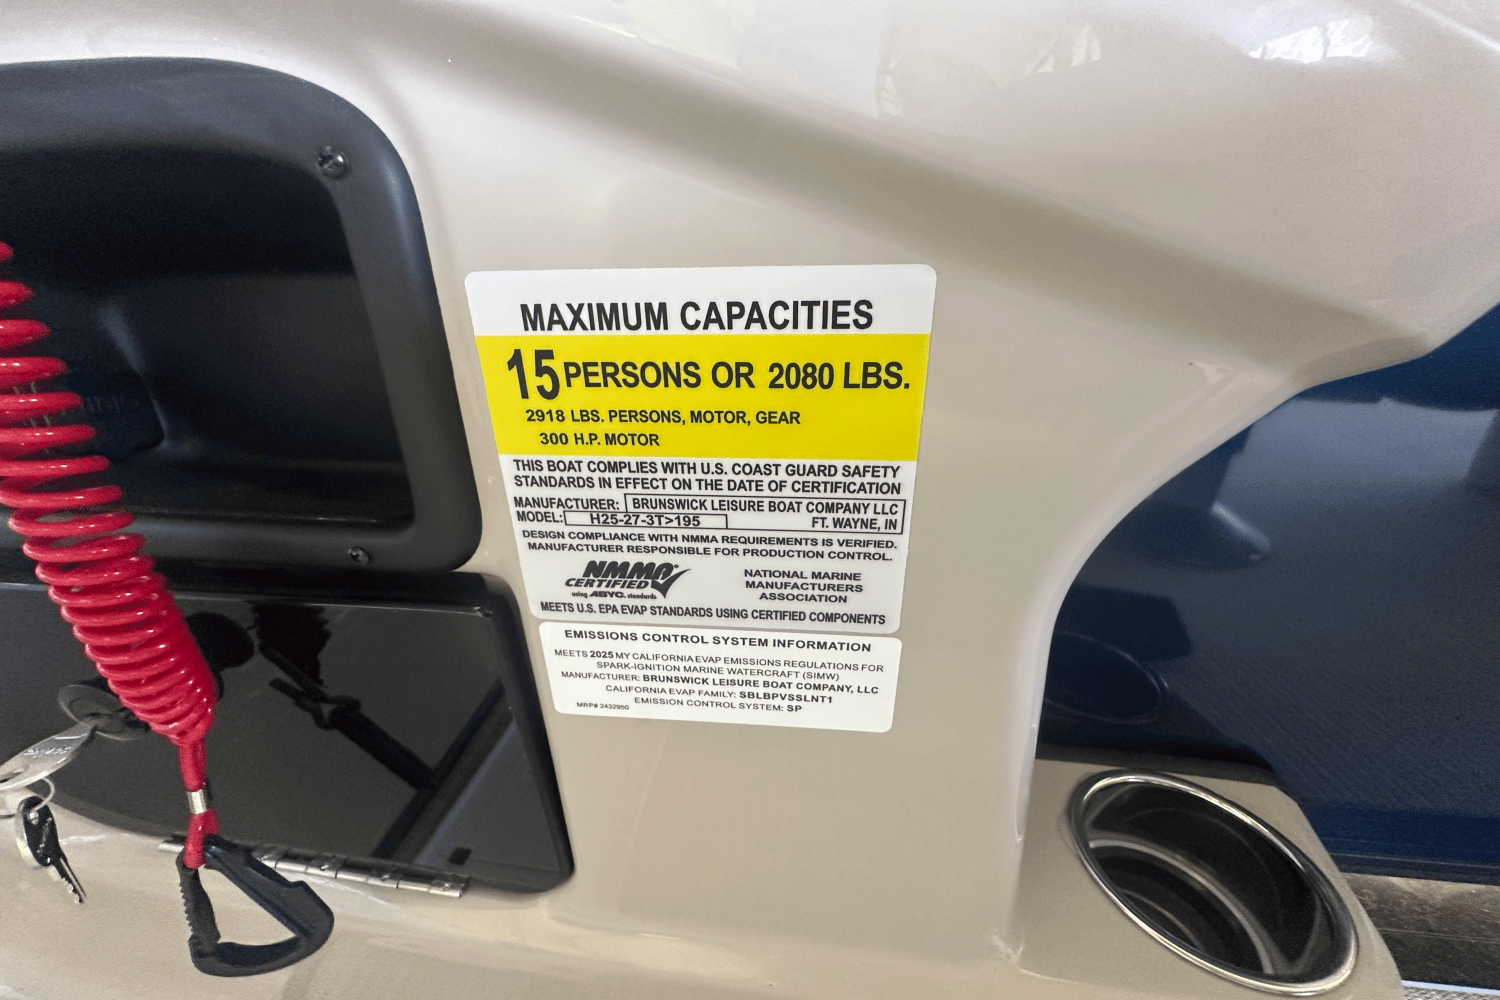 MAXIMUM CAPACITIES
15 PERSONS OR 2080 LBS.
2918 LBS. PERSONS, MOTOR, GEAR
300 H.P. MOTOR
THIS BOAT COMPLIES WITH U.S. COAST GUARD SAFETY
STANDARDS IN EFFECT ON THE DATE OF CERTIFICATION
MANUFACTURER: BRUNSWICK LEISURE BOAT COMPANY LLC
MODEL: H25-27-3T>195 FT. WAYNE, IN
DESIGN COMPLIANCE WITH NMMA REQUIREMENTS IS VERIFIED.
MANUFACTURER RESPONSIBLE FOR PRODUCTION CONTROL.
NMMA®
CERTIFIED
using ABYC. standards
NATIONAL MARINE
MANUFACTURERS
ASSOCIATION
MEETS U.S. EPA EVAP STANDARDS USING CERTIFIED COMPONENTS
EMISSIONS CONTROL SYSTEM INFORMATION
MEETS 2025 MY CALIFORNIA EVAP EMISSIONS REGULATIONS FOR
SPARK-IGNITION MARINE WATERCRAFT (SIMW)
MANUFACTURER: BRUNSWICK LEISURE BOAT COMPANY, LLC
CALIFORNIA EVAP FAMILY: SBLBPVSSLNT1
EMISSION CONTROL SYSTEM: SP
MRP# 2432950